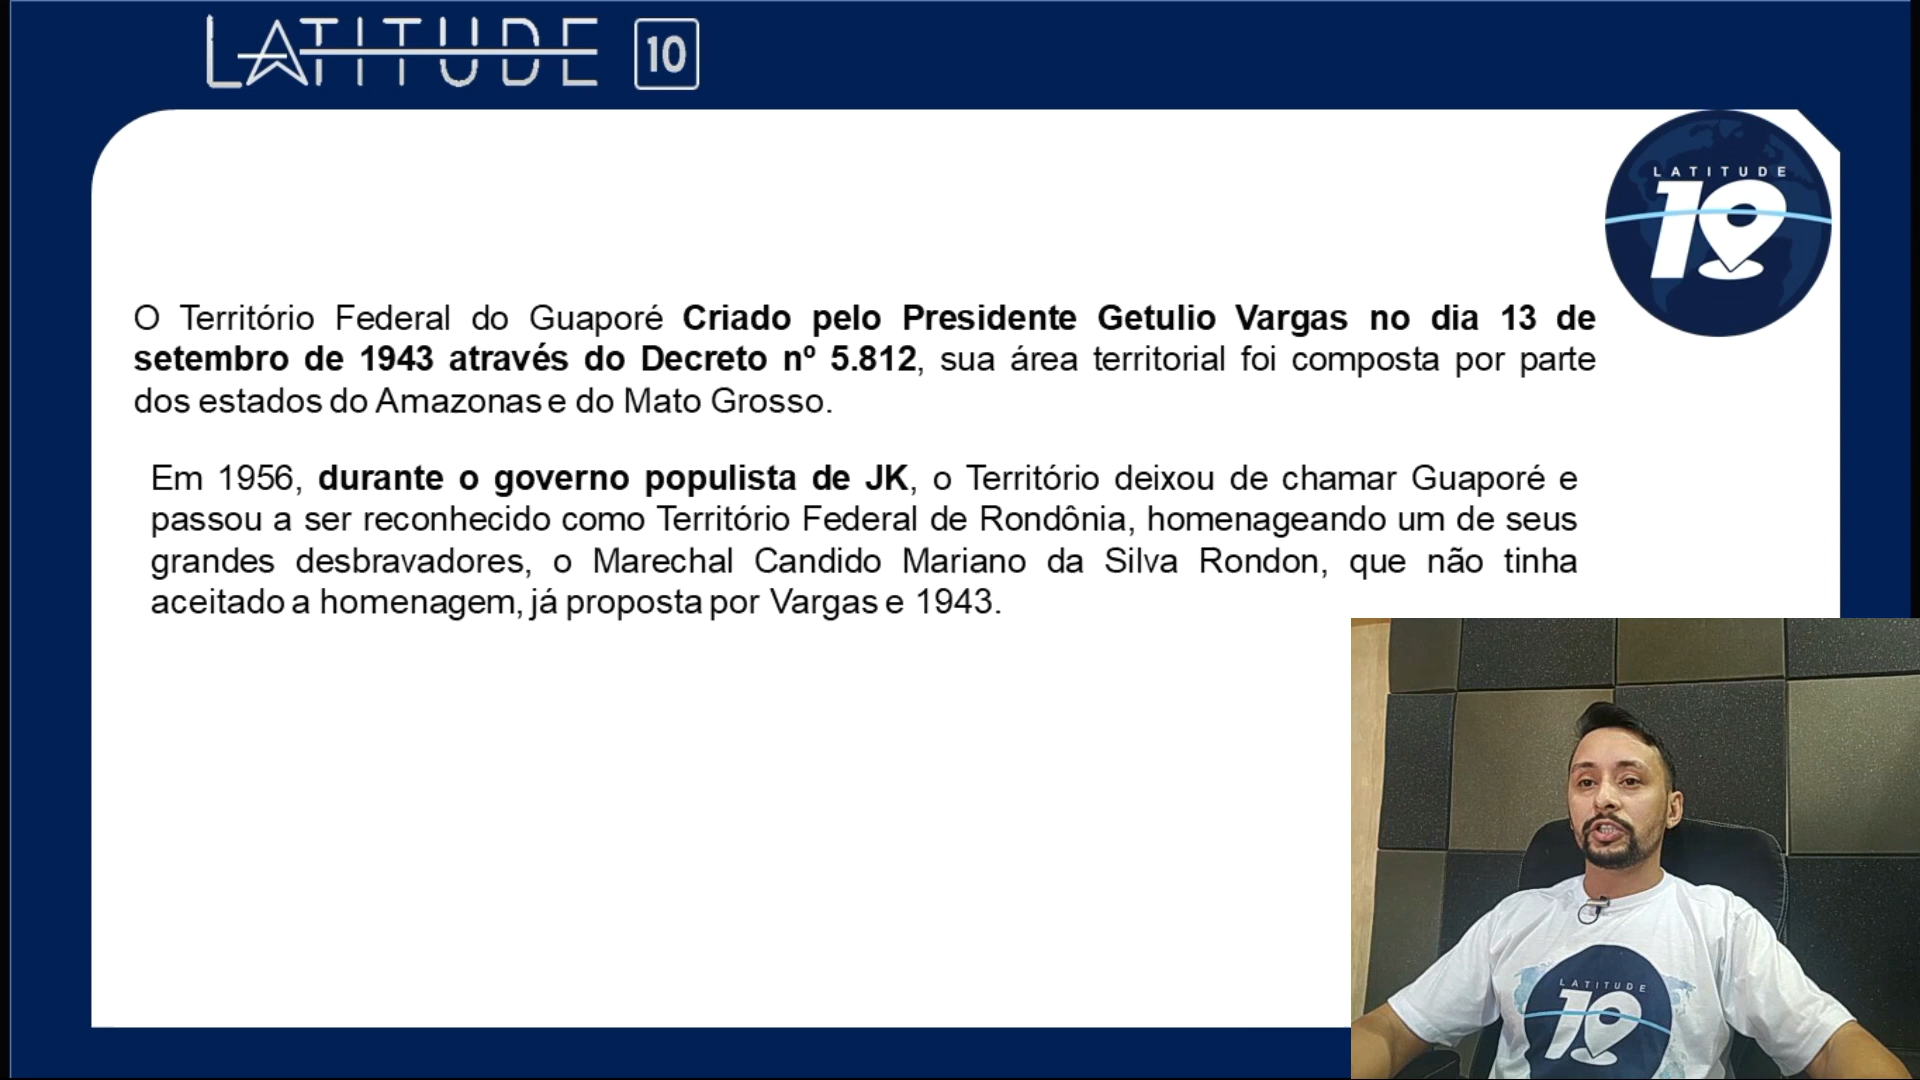 LATITUDE 10
LATITUDE
10
O Território Federal do Guaporé Criado pelo Presidente Getulio Vargas no dia 13 de
setembro de 1943 através do Decreto nº 5.812, sua área territorial foi composta por parte
dos estados do Amazonas e do Mato Grosso.
Em 1956, durante o governo populista de JK, o Território deixou de chamar Guaporé e
passou a ser reconhecido como Território Federal de Rondônia, homenageando um de seus
grandes desbravadores, o Marechal Candido Mariano da Silva Rondon, que não tinha
aceitado a homenagem, já proposta por Vargas e 1943.
LATITUDE
10